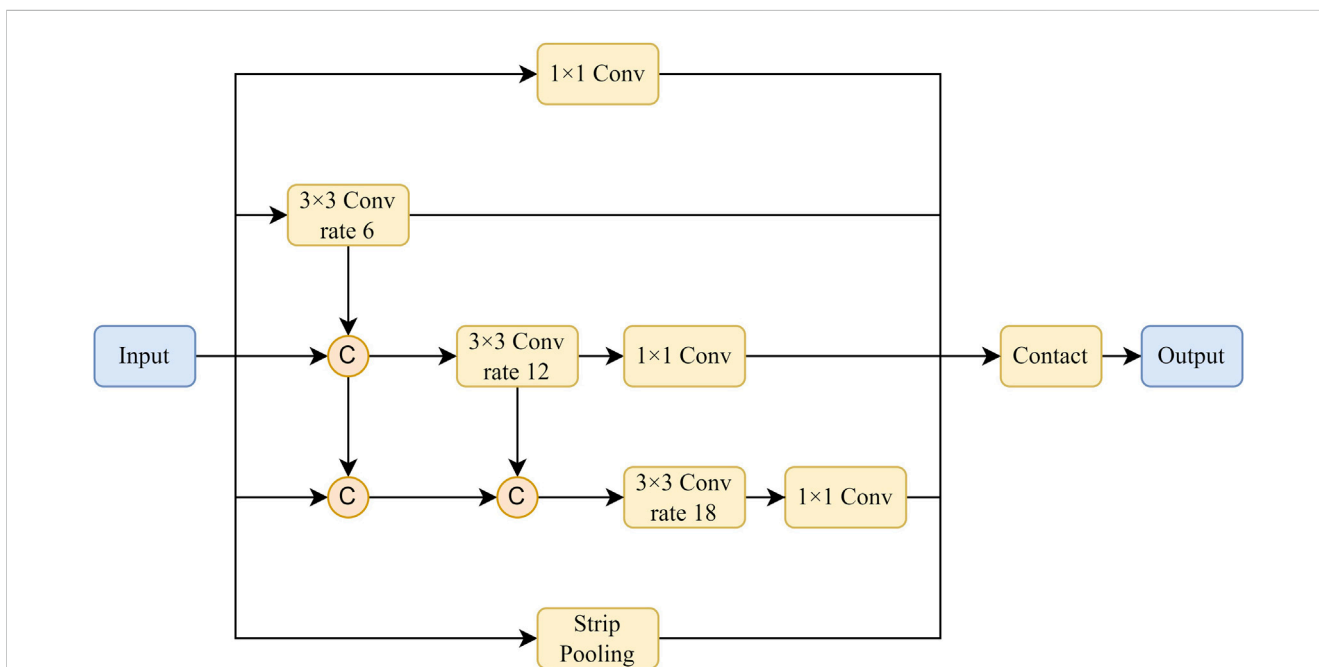 1×1 Conv
3×3 Conv
rate 6
Input
C
3×3 Conv
rate 12
1×1 Conv
Contact
Output
C
C
3×3 Conv
rate 18
1×1 Conv
Strip
Pooling